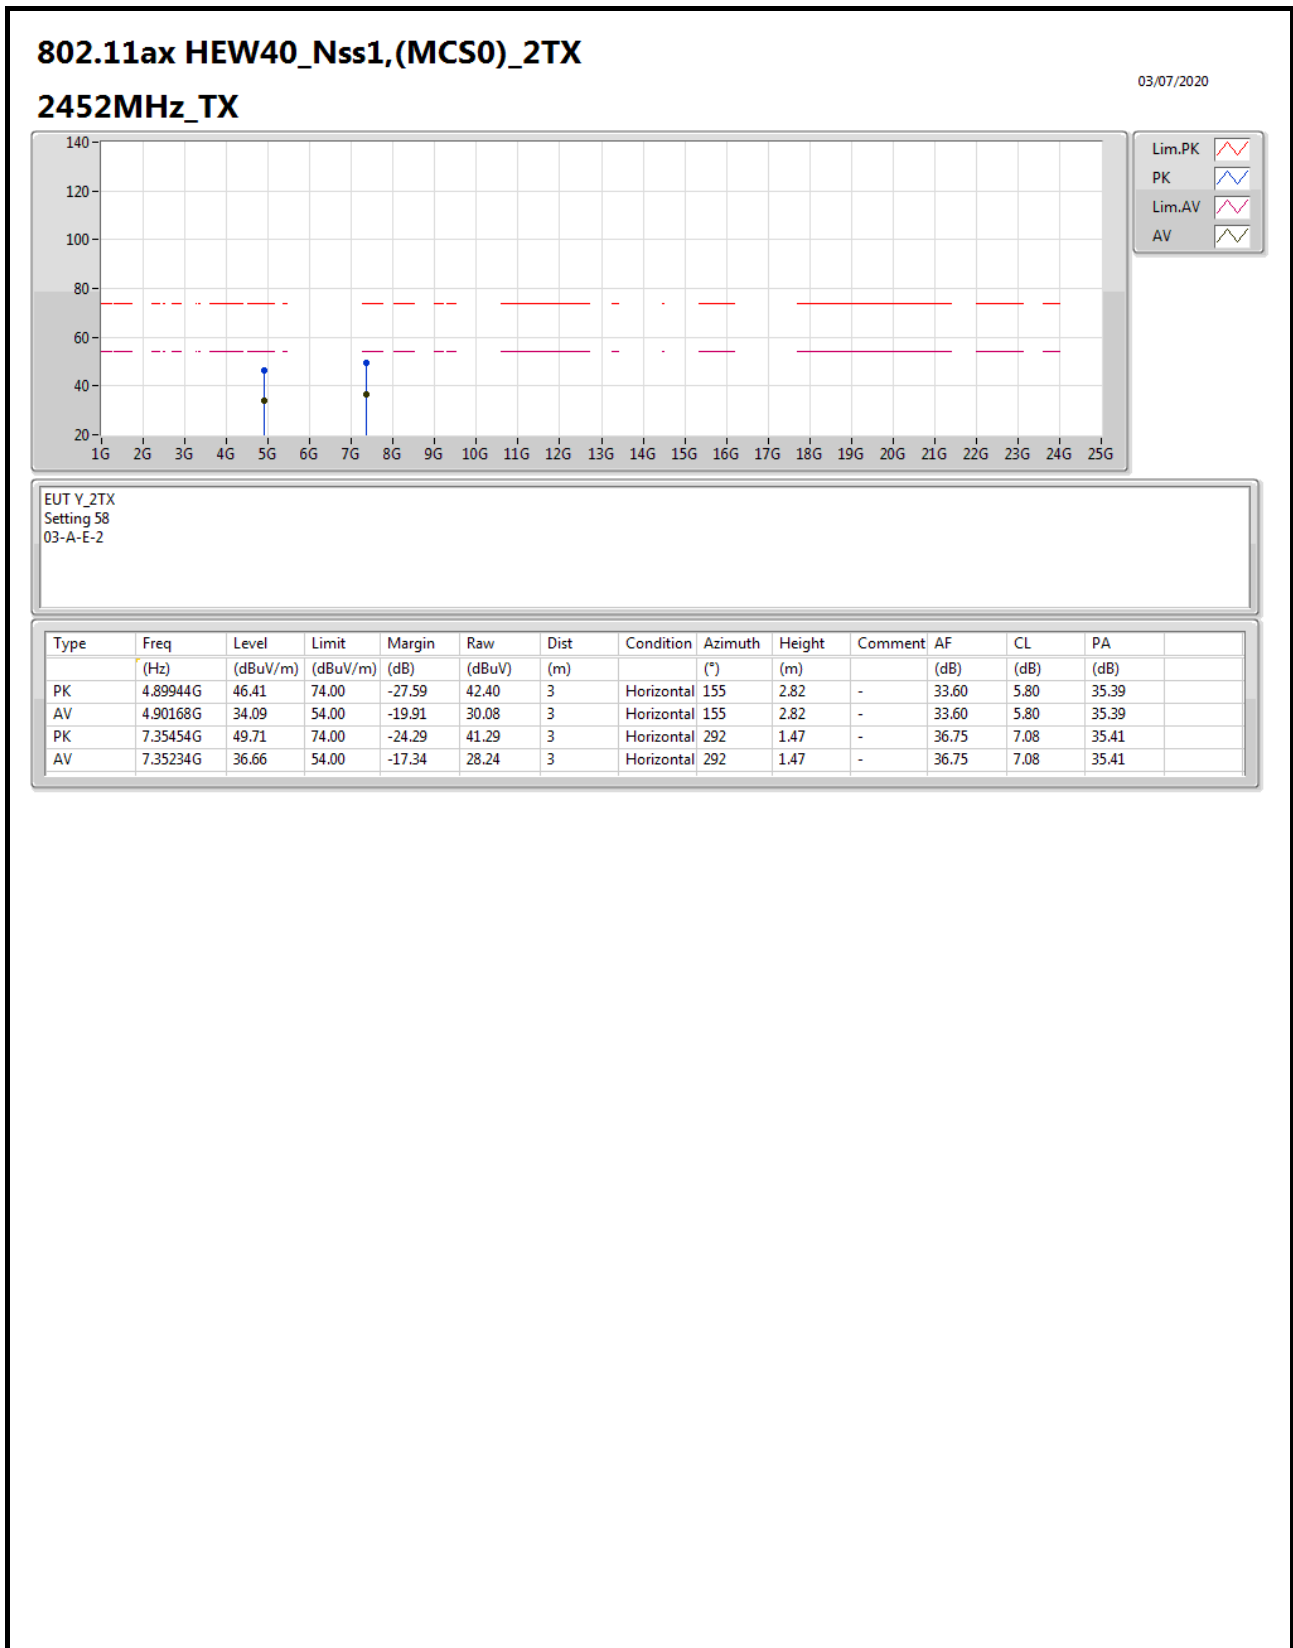 802.11ax HEW40_Nss1,(MCS0)_2TX
03/07/2020
2452MHz_TX
140
120
100
80
60
40
20
1G 2G 3G 4G 5G 6G 7G 8G 9G 10G 11G 12G 13G 14G 15G 16G 17G 18G 19G 20G 21G 22G 23G 24G 25G
Lim.PK
PK
Lim.AV
AV
EUT Y_2TX
Setting 58
03-A-E-2
Type Freq Level Limit Margin Raw Dist Condition Azimuth Height Comment AF CL PA
(Hz) (dBuV/m) (dBuV/m) (dB) (dBuV) (m) (°) (m) (dB) (dB) (dB)
PK 4.89944G 46.41 74.00 -27.59 42.40 3 Horizontal 155 2.82 - 33.60 5.80 35.39
AV 4.90168G 34.09 54.00 -19.91 30.08 3 Horizontal 155 2.82 - 33.60 5.80 35.39
PK 7.35454G 49.71 74.00 -24.29 41.29 3 Horizontal 292 1.47 - 36.75 7.08 35.41
AV 7.35234G 36.66 54.00 -17.34 28.24 3 Horizontal 292 1.47 - 36.75 7.08 35.41